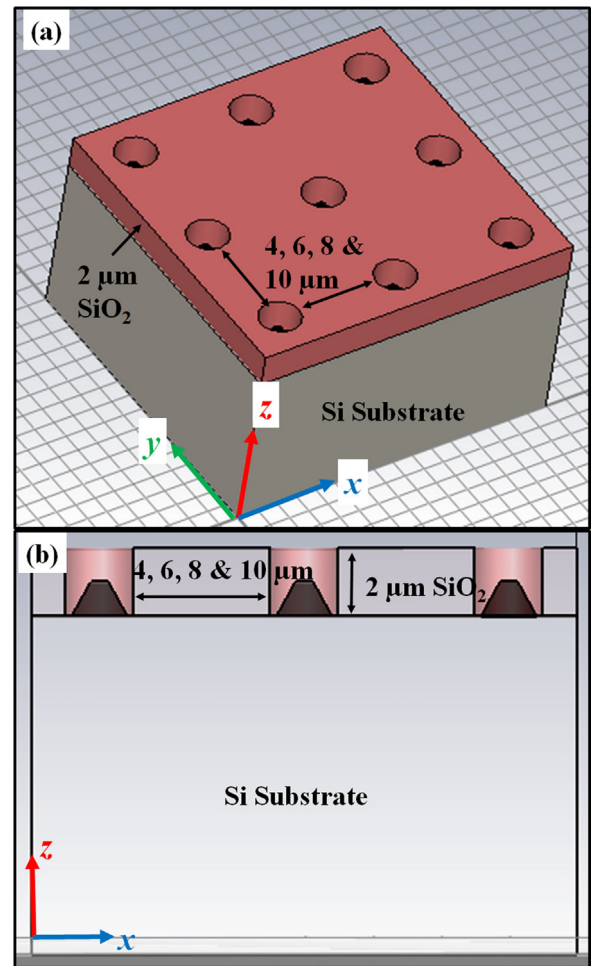 (a)
4, 6, 8 &
10 μm
2 μm
SiO₂
Si Substrate
z
y
x
(b)
4, 6, 8 & 10 μm
2 μm SiO₂
Si Substrate
z
x